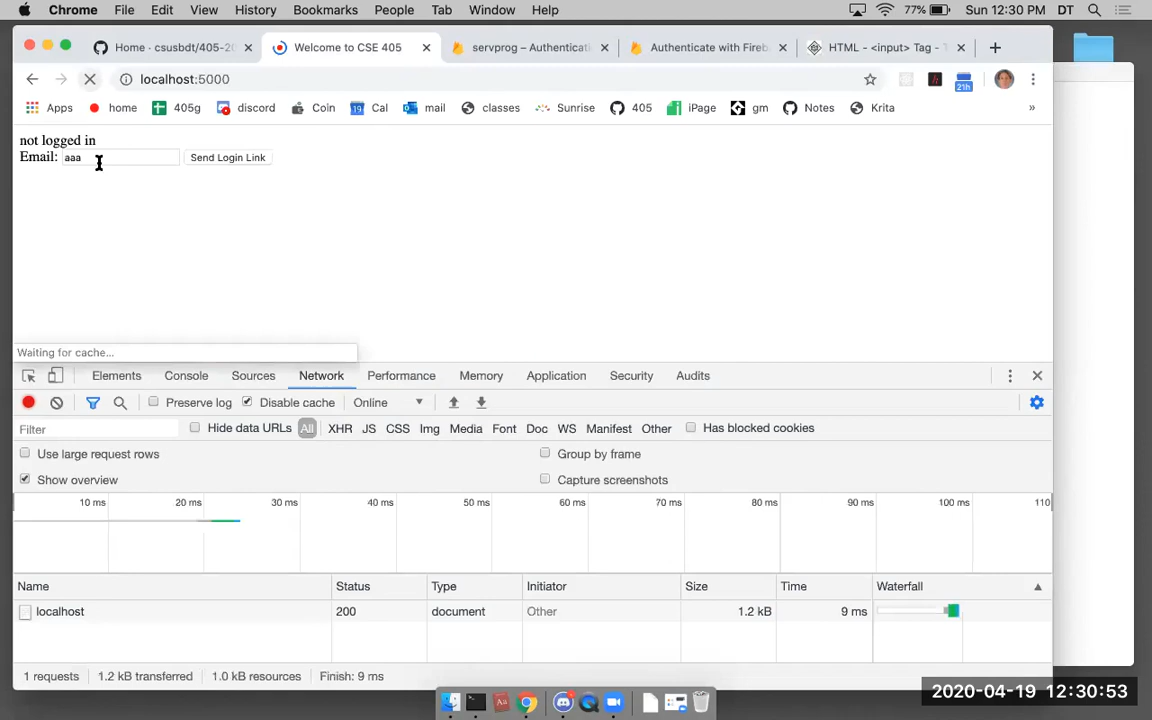 Chrome File Edit View History Bookmarks People Tab Window Help 77% Sun 12:30 PM DT
Home · csusbdt/405-20 Welcome to CSE 405 servprog – Authenticati Authenticate with Fireb HTML - <input> Tag - T
localhost:5000
Apps home 405g discord Coin 19 Cal mail classes Sunrise 405 iPage gm Notes Krita »
21h
not logged in
Email: aaa Send Login Link
Waiting for cache...
Elements Console Sources Network Performance Memory Application Security Audits
Preserve log Disable cache Online
Filter Hide data URLs All XHR JS CSS Img Media Font Doc WS Manifest Other Has blocked cookies
Use large request rows Group by frame
Show overview Capture screenshots
10 ms 20 ms 30 ms 40 ms 50 ms 60 ms 70 ms 80 ms 90 ms 100 ms 110
Name Status Type Initiator Size Time Waterfall
localhost 200 document Other 1.2 kB 9 ms
1 requests 1.2 kB transferred 1.0 kB resources Finish: 9 ms
2020-04-19 12:30:53